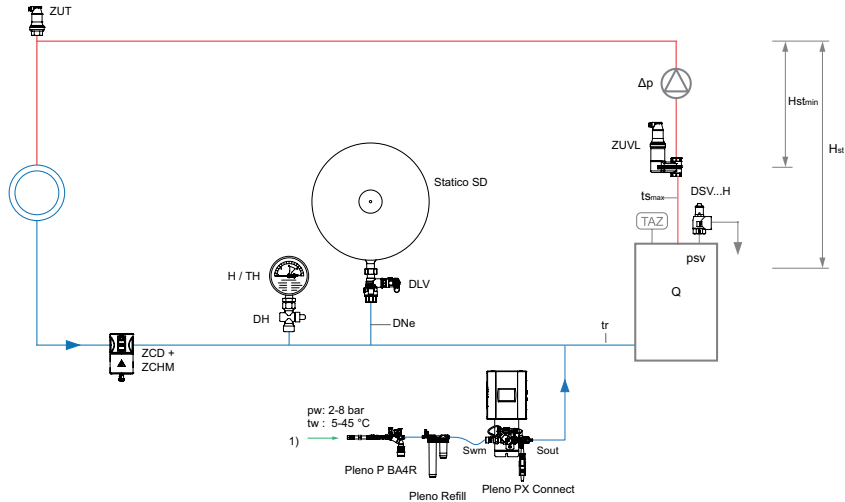 ZUT
Δp
Hstmin
Hst
ZUVL
Statico SD
DSV...H
tsmax
TAZ
psv
H / TH
DLV
Q
DH
DNe
tr
ZCD +
ZCHM
pw: 2-8 bar
tw : 5-45 °C
1)
Swm
Sout
Pleno P BA4R
Pleno Refill
Pleno PX Connect